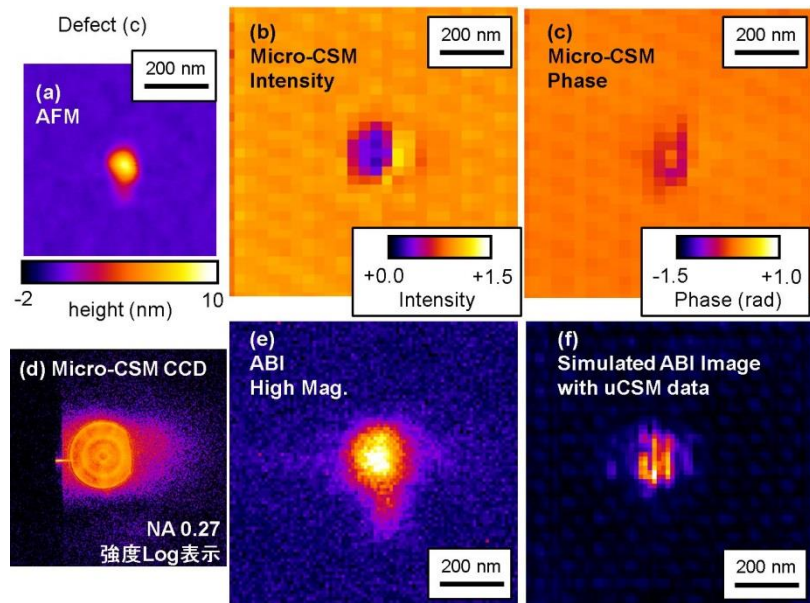 Defect (c)
200 nm
(a)
AFM
-2
10
height (nm)
(b)
Micro-CSM
Intensity
200 nm
+0.0
+1.5
Intensity
(c)
Micro-CSM
Phase
200 nm
-1.5
+1.0
Phase (rad)
(d) Micro-CSM CCD
NA 0.27
強度Log表示
(e)
ABI
High Mag.
200 nm
(f)
Simulated ABI Image
with uCSM data
200 nm